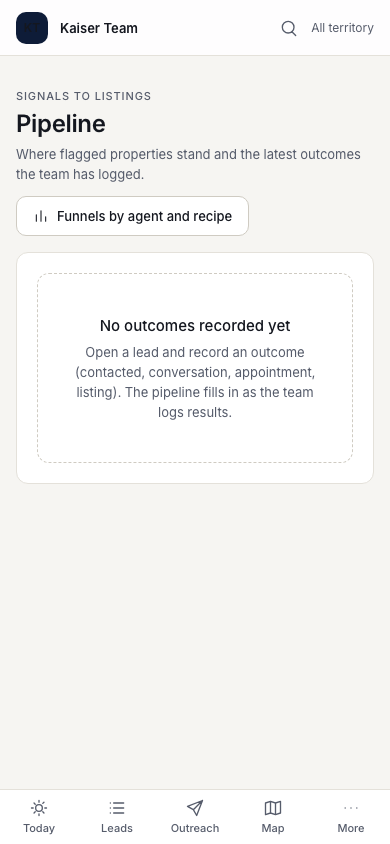 Kaiser Team
All territory
SIGNALS TO LISTINGS
Pipeline
Where flagged properties stand and the latest outcomes
the team has logged.
Funnels by agent and recipe
No outcomes recorded yet
Open a lead and record an outcome
(contacted, conversation, appointment,
listing). The pipeline fills in as the team
logs results.
Today
Leads
Outreach
Map
More